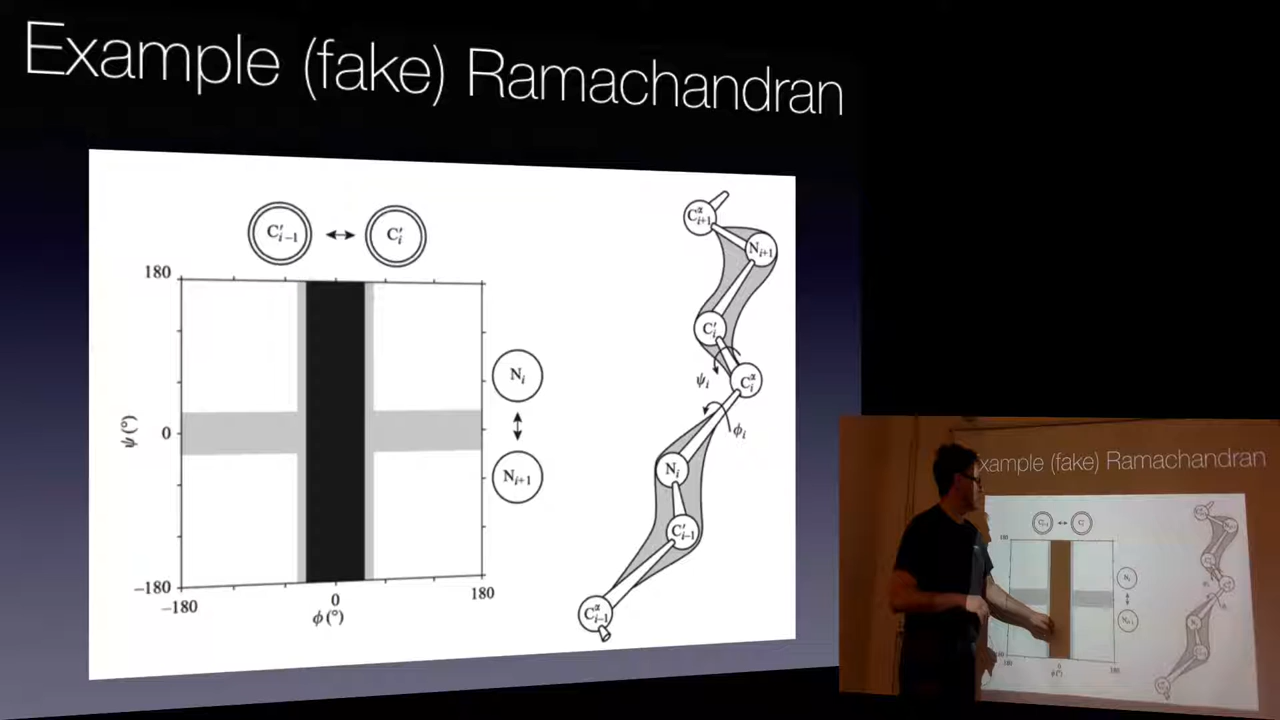 Example (fake) Ramachandran
C′i−1 ↔ C′i
180
ψ (°)
0
−180
−180
0
180
ϕ (°)
Ni
↕
Ni+1
Cαi+1
Ni+1
C′i
ψi
Cαi
ϕi
Ni
C′i−1
Cαi−1
xample (fake) Ramachandran